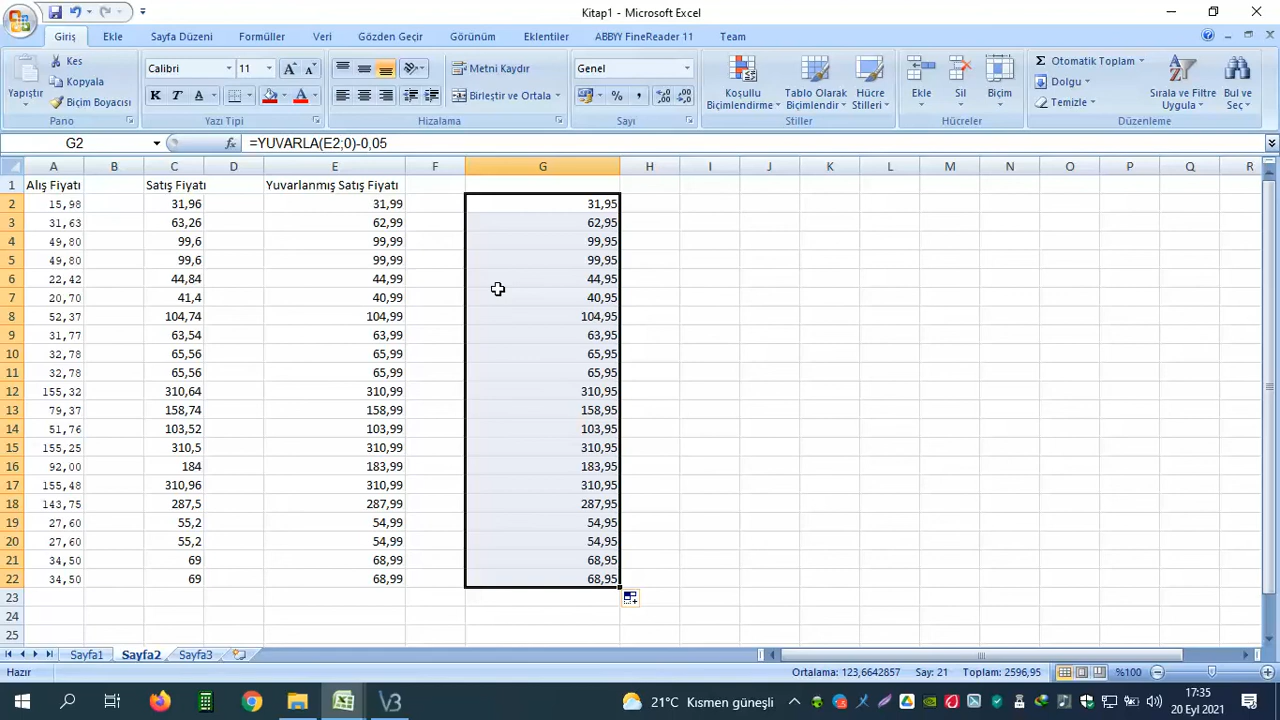 Kitap1 - Microsoft Excel
Giriş Ekle Sayfa Düzeni Formüller Veri Gözden Geçir Görünüm Eklentiler ABBYY FineReader 11 Team
Kes
Kopyala
Biçim Boyacısı
Yapıştır
Pano
Calibri 11
K T A
Yazı Tipi
Metni Kaydır
Birleştir ve Ortala
Hizalama
Genel
% ,
Sayı
Koşullu Biçimlendirme
Tablo Olarak Biçimlendir
Hücre Stilleri
Stiller
Ekle Sil Biçim
Hücreler
Otomatik Toplam
Dolgu
Temizle
Sırala ve Filtre Uygula
Bul ve Seç
Düzenleme
G2 fx =YUVARLA(E2;0)-0,05
A B C D E F G H I J K L M N O P Q R
1 Alış Fiyatı Satış Fiyatı Yuvarlanmış Satış Fiyatı
2 15,98 31,96 31,99 31,95
3 31,63 63,26 62,99 62,95
4 49,80 99,6 99,99 99,95
5 49,80 99,6 99,99 99,95
6 22,42 44,84 44,99 44,95
7 20,70 41,4 40,99 40,95
8 52,37 104,74 104,99 104,95
9 31,77 63,54 63,99 63,95
10 32,78 65,56 65,99 65,95
11 32,78 65,56 65,99 65,95
12 155,32 310,64 310,99 310,95
13 79,37 158,74 158,99 158,95
14 51,76 103,52 103,99 103,95
15 155,25 310,5 310,99 310,95
16 92,00 184 183,99 183,95
17 155,48 310,96 310,99 310,95
18 143,75 287,5 287,99 287,95
19 27,60 55,2 54,99 54,95
20 27,60 55,2 54,99 54,95
21 34,50 69 68,99 68,95
22 34,50 69 68,99 68,95
23
24
25
Sayfa1 Sayfa2 Sayfa3
Hazır Ortalama: 123,6642857 Say: 21 Toplam: 2596,95 %100
V3 21°C Kısmen güneşli 17:35
20 Eyl 2021